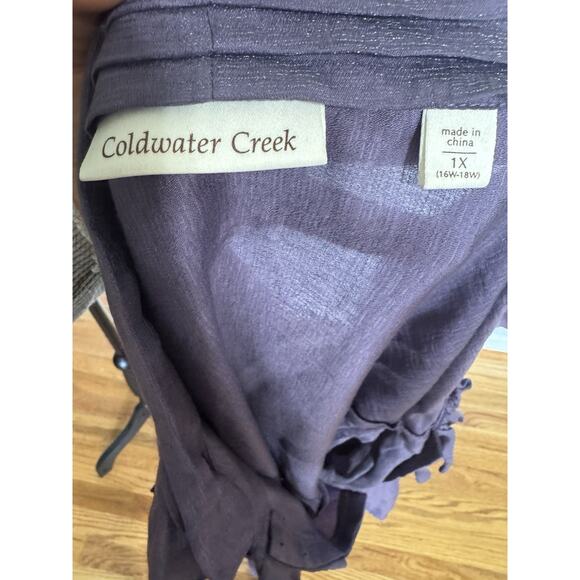 Coldwater Creek
made in
china
1X
(16W-18W)